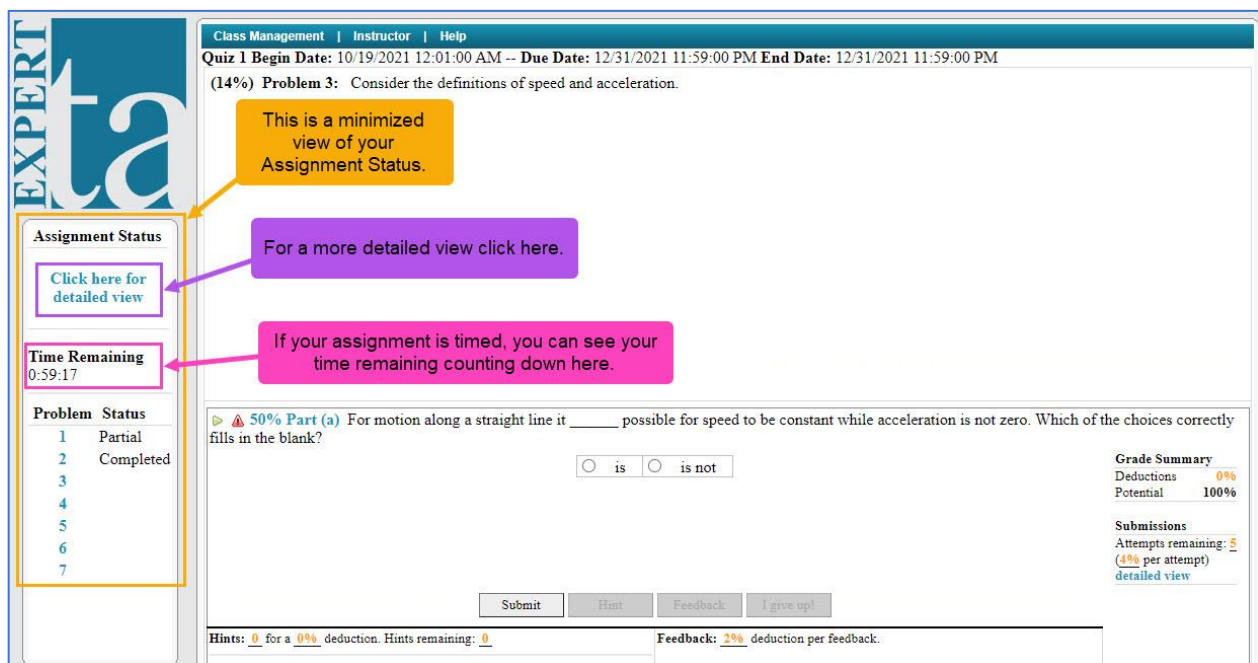 EXPERT
ta
Class Management | Instructor | Help
Quiz 1 Begin Date: 10/19/2021 12:01:00 AM -- Due Date: 12/31/2021 11:59:00 PM End Date: 12/31/2021 11:59:00 PM
(14%) Problem 3: Consider the definitions of speed and acceleration.
This is a minimized
view of your
Assignment Status.
Assignment Status
For a more detailed view click here.
Click here for
detailed view
If your assignment is timed, you can see your
time remaining counting down here.
Time Remaining
0:59:17
Problem Status
1 Partial
2 Completed
3
4
5
6
7
50% Part (a) For motion along a straight line it ______ possible for speed to be constant while acceleration is not zero. Which of the choices correctly
fills in the blank?
is is not
Grade Summary
Deductions 0%
Potential 100%
Submissions
Attempts remaining: 5
(4% per attempt)
detailed view
Submit Hint Feedback I give up!
Hints: 0 for a 0% deduction. Hints remaining: 0
Feedback: 2% deduction per feedback.